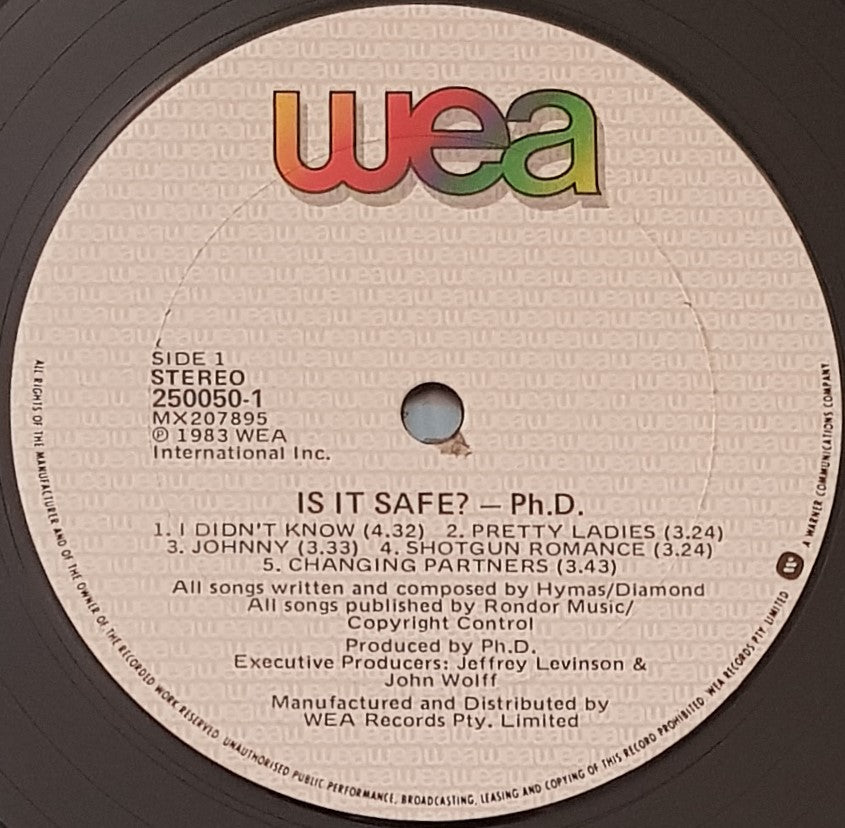 wea
SIDE 1
STEREO
250050-1
MX207895
Ⓟ 1983 WEA
International Inc.
IS IT SAFE? — Ph.D.
1. I DIDN'T KNOW (4.32) 2. PRETTY LADIES (3.24)
3. JOHNNY (3.33) 4. SHOTGUN ROMANCE (3.24)
5. CHANGING PARTNERS (3.43)
All songs written and composed by Hymas/Diamond
All songs published by Rondor Music/
Copyright Control
Produced by Ph.D.
Executive Producers: Jeffrey Levinson &
John Wolff
Manufactured and Distributed by
WEA Records Pty. Limited
ALL RIGHTS OF THE MANUFACTURER AND OF THE OWNER OF THE RECORDED WORK RESERVED. UNAUTHORISED PUBLIC PERFORMANCE, BROADCASTING, LEASING AND COPYING OF THIS RECORD PROHIBITED. WEA RECORDS PTY. LIMITED A WARNER COMMUNICATIONS COMPANY